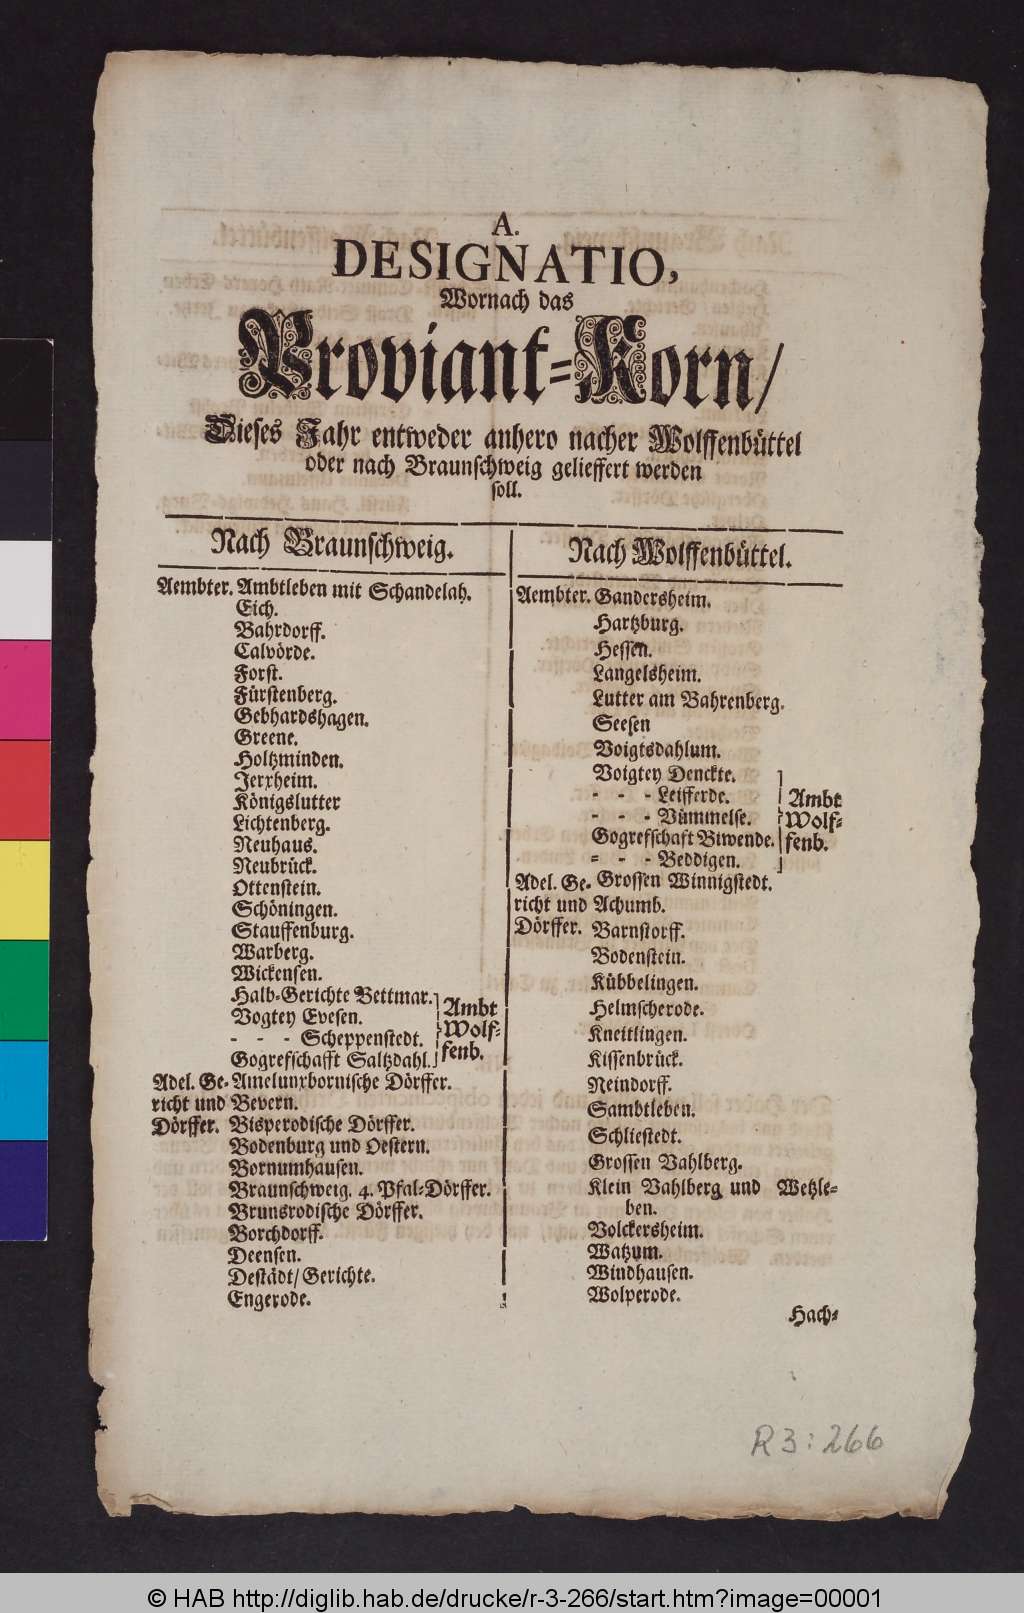 A.
DESIGNATIO,
Wornach das
Proviant-Korn/
Dieses Jahr entweder anhero nacher Wolffenbüttel
oder nach Braunschweig gelieffert werden
soll.
Nach Braunschweig.
Aembter. Ambtleben mit Schandelah.
Eich.
Bahrdorff.
Calvörde.
Forst.
Fürstenberg.
Gebhardshagen.
Greene.
Holtzminden.
Jerxheim.
Königslutter
Lichtenberg.
Neuhaus.
Neubrück.
Ottenstein.
Schöningen.
Stauffenburg.
Warberg.
Wickensen.
Halb-Gerichte Bettmar.
Vogtey Evesen.
- - - Scheppenstedt.
Gogrefschafft Saltzdahl.
Ambt
Wolf-
fenb.
Adel. Ge- Amelunxbornische Dörffer.
richt und Bevern.
Dörffer. Bisperodische Dörffer.
Bodenburg und Oestern.
Bornumhausen.
Braunschweig. 4. Pfal-Dörffer.
Brunsrodische Dörffer.
Borchdorff.
Deensen.
Destädt/Gerichte.
Engerode.
Nach Wolffenbüttel.
Aembter. Gandersheim.
Hartzburg.
Hessen.
Langelsheim.
Lutter am Bahrenberg.
Seesen
Voigtsdahlum.
Voigtey Denckte.
- - - Leifferde.
- - - Vümmelse.
Gogrefschaft Biwende.
= - - Beddigen.
Ambt
Wolf-
fenb.
Adel. Ge- Grossen Winnigstedt.
richt und Achumb.
Dörffer. Barnstorff.
Bodenstein.
Kübbelingen.
Helmscherode.
Kneitlingen.
Kissenbrück.
Neindorff.
Sambtleben.
Schliestedt.
Grossen Vahlberg.
Klein Vahlberg und Wetzle-
ben.
Volckersheim.
Watzum.
Windhausen.
Wolperode.
Hach-
R 3:266
© HAB http://diglib.hab.de/drucke/r-3-266/start.htm?image=00001